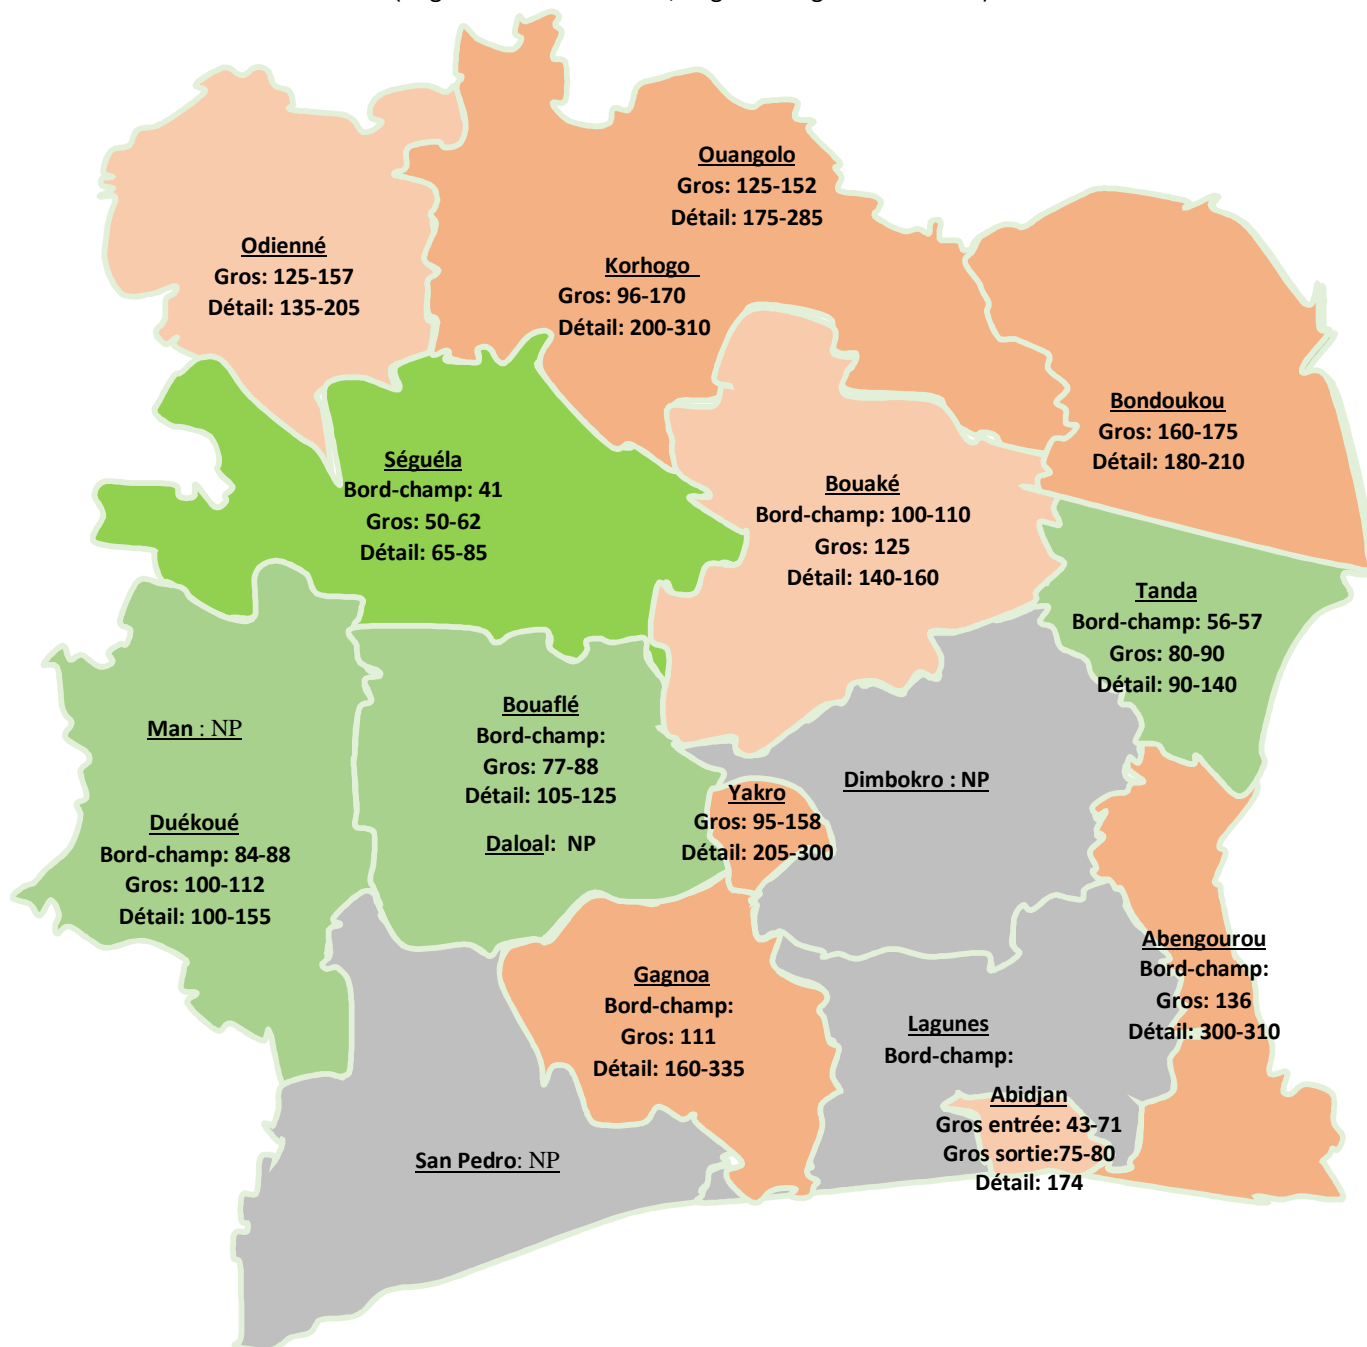 Ouangolo
Gros: 125-152
Détail: 175-285
Odienné
Gros: 125-157
Détail: 135-205
Korhogo
Gros: 96-170
Détail: 200-310
Bondoukou
Gros: 160-175
Détail: 180-210
Séguéla
Bord-champ: 41
Gros: 50-62
Détail: 65-85
Bouaké
Bord-champ: 100-110
Gros: 125
Détail: 140-160
Tanda
Bord-champ: 56-57
Gros: 80-90
Détail: 90-140
Man : NP
Bouaflé
Bord-champ:
Gros: 77-88
Détail: 105-125
Daloal: NP
Yakro
Gros: 95-158
Détail: 205-300
Dimbokro : NP
Duékoué
Bord-champ: 84-88
Gros: 100-112
Détail: 100-155
Gagnoa
Bord-champ:
Gros: 111
Détail: 160-335
Abengourou
Bord-champ:
Gros: 136
Détail: 300-310
Lagunes
Bord-champ:
Abidjan
Gros entrée: 43-71
Gros sortie:75-80
Détail: 174
San Pedro: NP